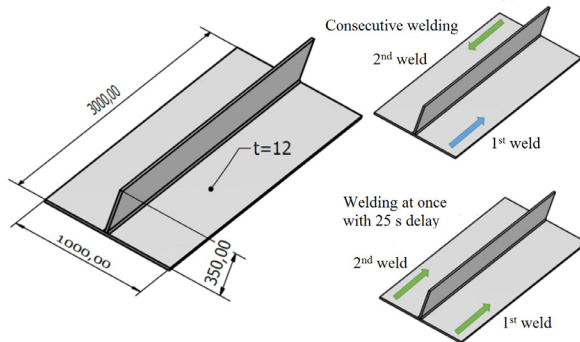 3000,00
1000,00
350,00
t=12
Consecutive welding
2nd weld
1st weld
Welding at once
with 25 s delay
2nd weld
1st weld